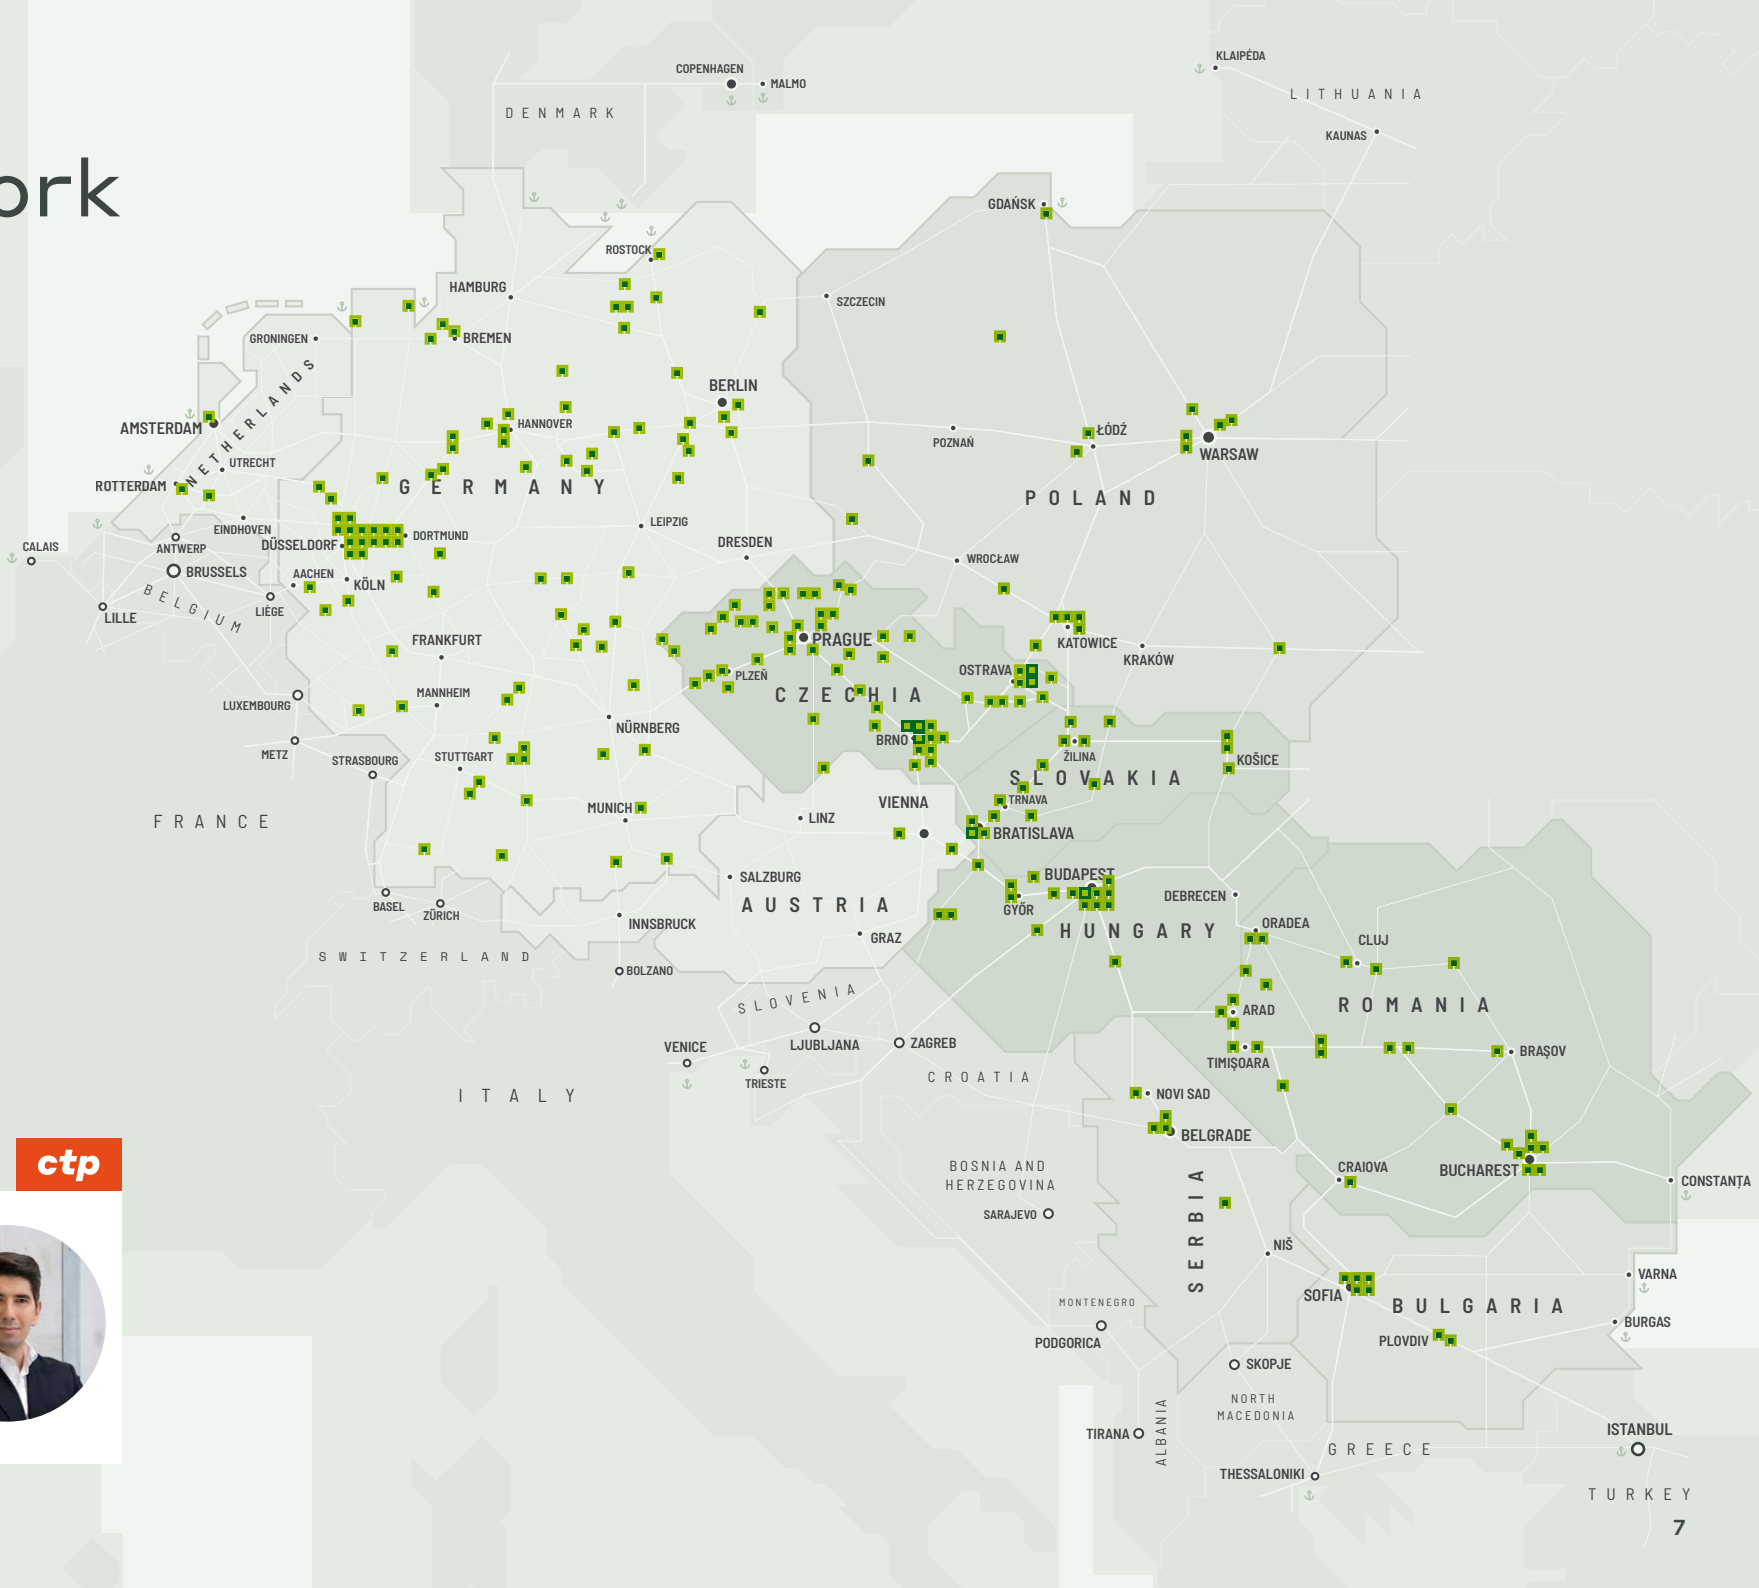 ork
COPENHAGEN
MALMO
KLAIPÉDA
DENMARK
LITHUANIA
KAUNAS
GDAŃSK
ROSTOCK
HAMBURG
SZCZECIN
GRONINGEN
BREMEN
BERLIN
NETHERLANDS
AMSTERDAM
HANNOVER
ŁÓDŹ
POZNAŃ
WARSAW
UTRECHT
ROTTERDAM
GERMANY
POLAND
EINDHOVEN
LEIPZIG
DORTMUND
CALAIS
ANTWERP
DÜSSELDORF
DRESDEN
WROCŁAW
BRUSSELS
AACHEN
KÖLN
BELGIUM
LIÈGE
LILLE
FRANKFURT
PRAGUE
KATOWICE
KRAKÓW
OSTRAVA
PLZEŇ
CZECHIA
MANNHEIM
LUXEMBOURG
NÜRNBERG
BRNO
METZ
STRASBOURG
STUTTGART
ŽILINA
KOŠICE
SLOVAKIA
TRNAVA
MUNICH
VIENNA
LINZ
FRANCE
BRATISLAVA
SALZBURG
BUDAPEST
BASEL
ZÜRICH
AUSTRIA
GYŐR
DEBRECEN
INNSBRUCK
HUNGARY
ORADEA
GRAZ
CLUJ
SWITZERLAND
BOLZANO
SLOVENIA
ROMANIA
ARAD
VENICE
LJUBLJANA
ZAGREB
TIMIȘOARA
BRAȘOV
TRIESTE
CROATIA
ITALY
NOVI SAD
BELGRADE
ctp
BOSNIA AND
HERZEGOVINA
CRAIOVA
BUCHAREST
CONSTANȚA
SARAJEVO
SERBIA
NIŠ
VARNA
SOFIA
BULGARIA
MONTENEGRO
BURGAS
PODGORICA
PLOVDIV
SKOPJE
NORTH
MACEDONIA
TIRANA
ALBANIA
ISTANBUL
GREECE
THESSALONIKI
TURKEY
7